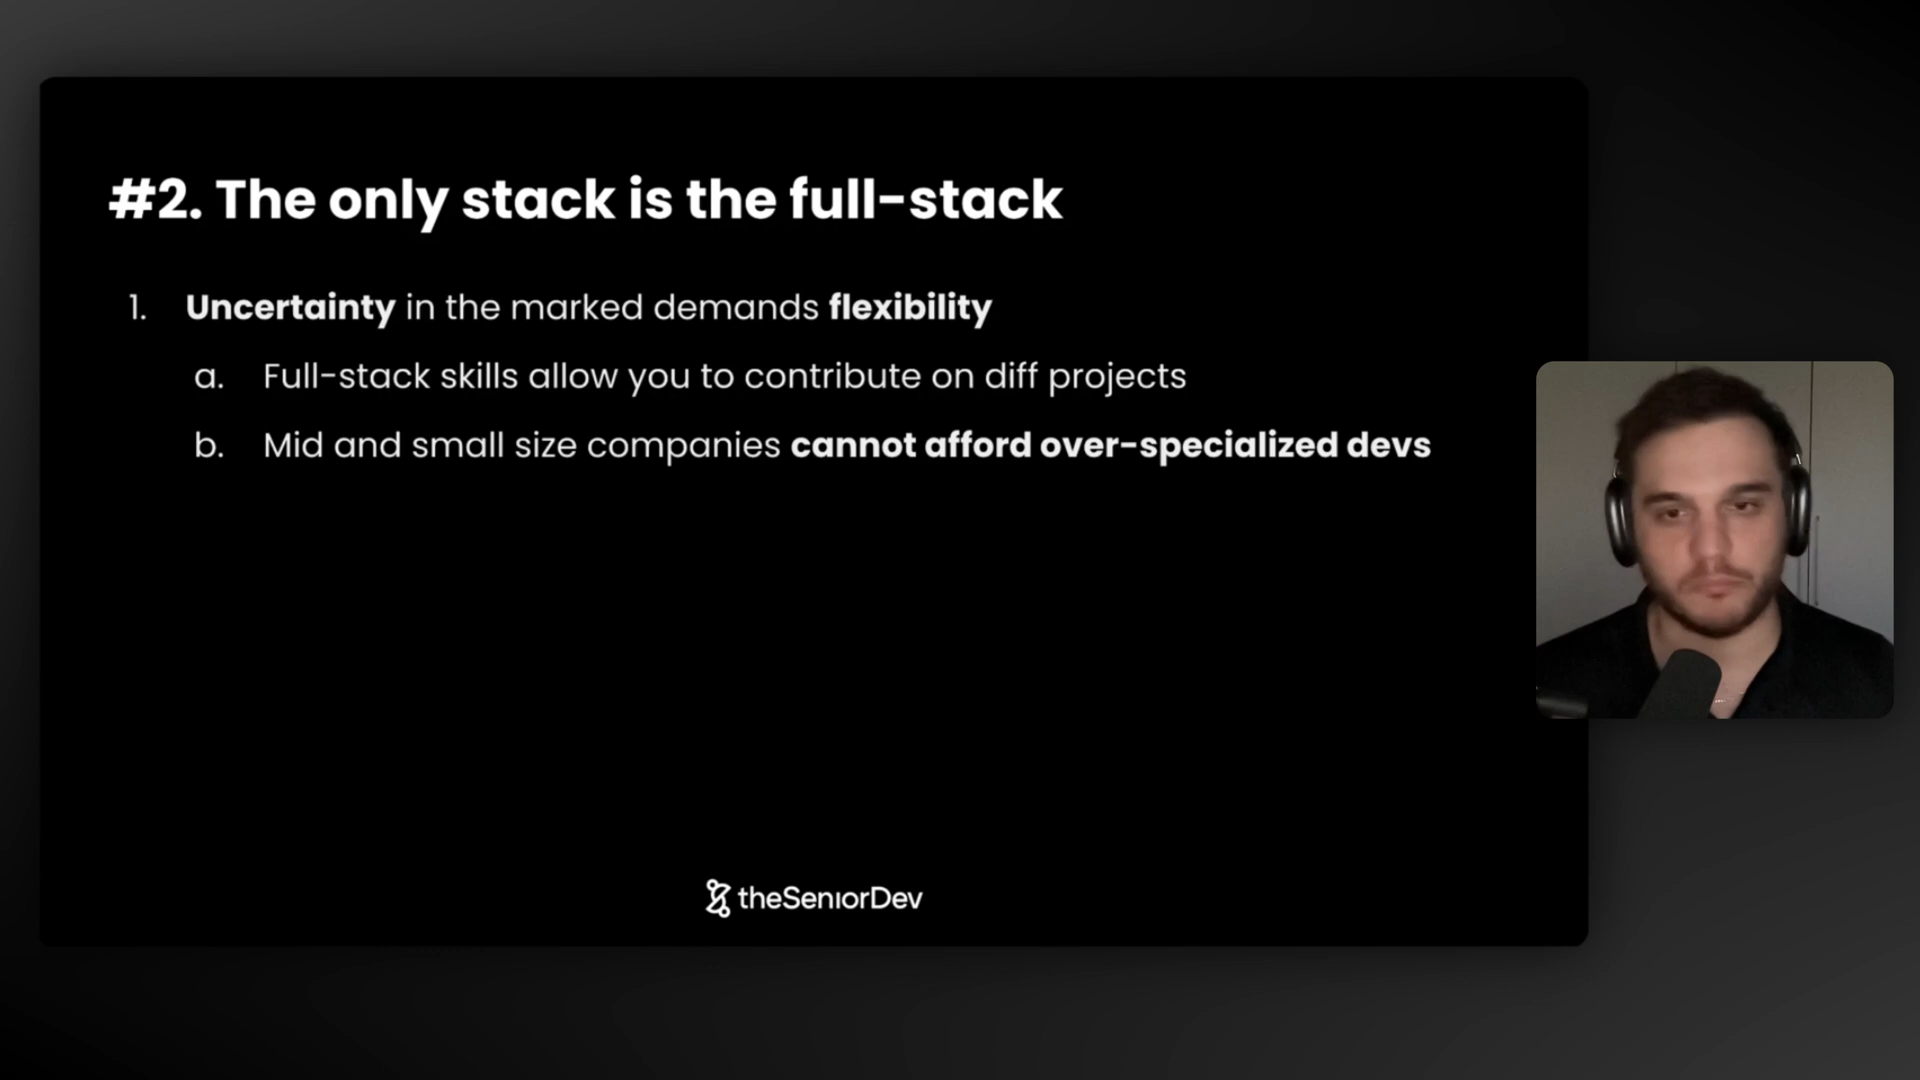 #2. The only stack is the full-stack
1. Uncertainty in the marked demands flexibility
a. Full-stack skills allow you to contribute on diff projects
b. Mid and small size companies cannot afford over-specialized devs
theSeniorDev